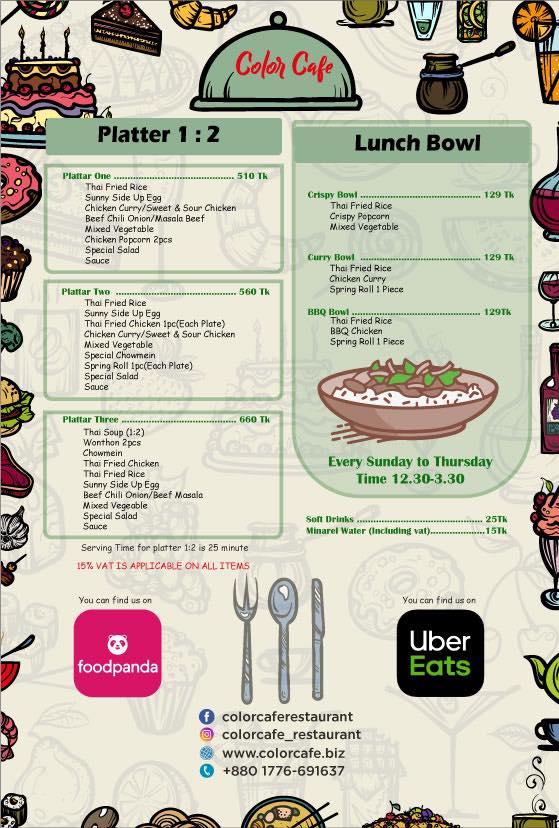 Color Cafe
Platter 1 : 2
Plattar One ........................................ 510 Tk
Thai Fried Rice
Sunny Side Up Egg
Chicken Curry/Sweet & Sour Chicken
Beef Chili Onion/Masala Beef
Mixed Vegetable
Chicken Popcorn 2pcs
Special Salad
Sauce
Plattar Two ........................................ 560 Tk
Thai Fried Rice
Sunny Side Up Egg
Thai Fried Chicken 1pc(Each Plate)
Chicken Curry/Sweet & Sour Chicken
Mixed Vegetable
Special Chowmein
Spring Roll 1pc(Each Plate)
Special Salad
Sauce
Plattar Three ........................................ 660 Tk
Thai Soup (1:2)
Wonthon 2pcs
Chowmein
Thai Fried Chicken
Thai Fried Rice
Sunny Side Up Egg
Beef Chili Onion/Beef Masala
Mixed Vegeable
Special Salad
Sauce
Serving Time for platter 1:2 is 25 minute
15% VAT IS APPLICABLE ON ALL ITEMS
Lunch Bowl
Crispy Bowl ........................................ 129 Tk
Thai Fried Rice
Crispy Popcorn
Mixed Vegetable
Curry Bowl ........................................ 129 Tk
Thai Fried Rice
Chicken Curry
Spring Roll 1 Piece
BBQ Bowl ........................................ 129Tk
Thai Fried Rice
BBQ Chicken
Spring Roll 1 Piece
Every Sunday to Thursday
Time 12.30-3.30
Soft Drinks ........................................ 25Tk
Minarel Water (Including vat)........................15Tk
You can find us on
foodpanda
You can find us on
Uber
Eats
colorcaferestaurant
colorcafe_restaurant
www.colorcafe.biz
+880 1776-691637